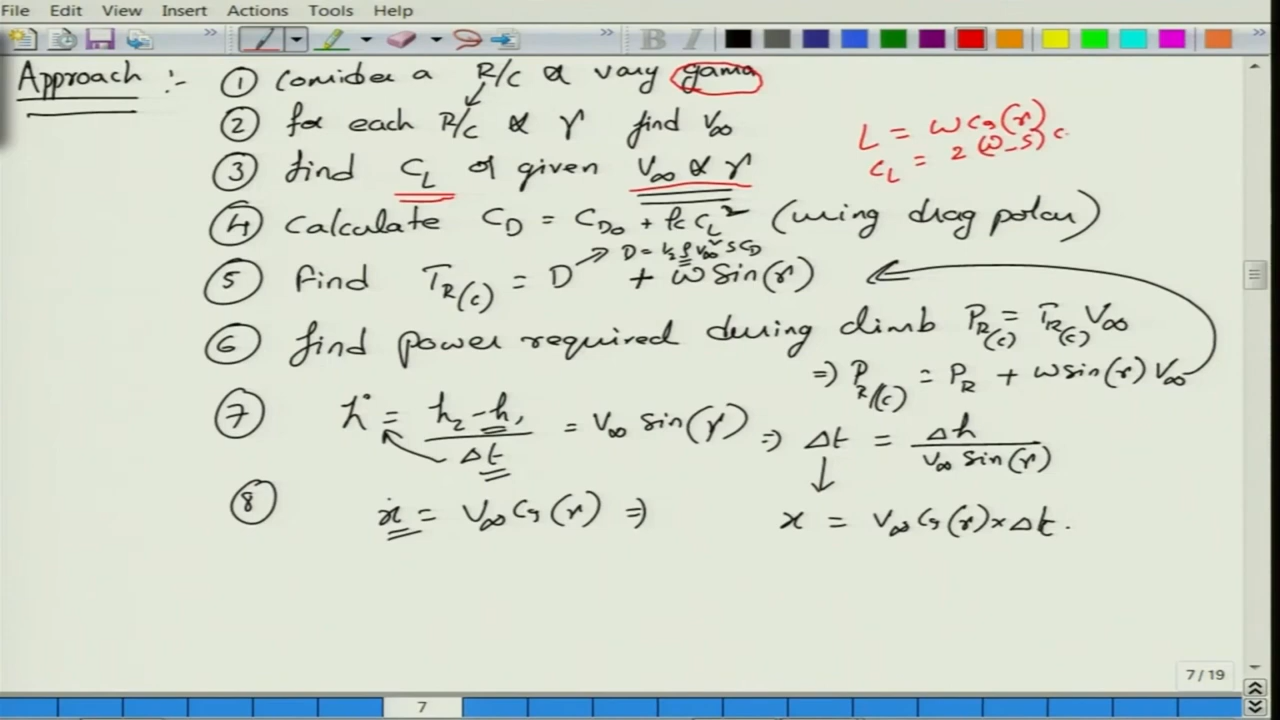 File Edit View Insert Actions Tools Help
Approach :- ① Consider a R/C & vary gama
② for each R/C & γ find V∞
③ find C_L of given V∞ & γ
L = W cos(γ)
C_L = 2 (W/S) c
④ Calculate C_D = C_D₀ + k C_L² (using drag polar)
D = ½ ρ V∞² S C_D
⑤ Find T_R(c) = D + W sin(γ)
⑥ find power required during climb P_R(c) = T_R(c) V∞
⇒ P_R/(c) = P_R + W sin(γ) V∞
⑦ ḣ = (h₂ - h₁)/Δt = V∞ sin(γ) ⇒ Δt = Δh/(V∞ sin(γ))
⑧ ẋ = V∞ Cos(γ) ⇒ x = V∞ Cos(γ) × Δt.
7 / 19
7